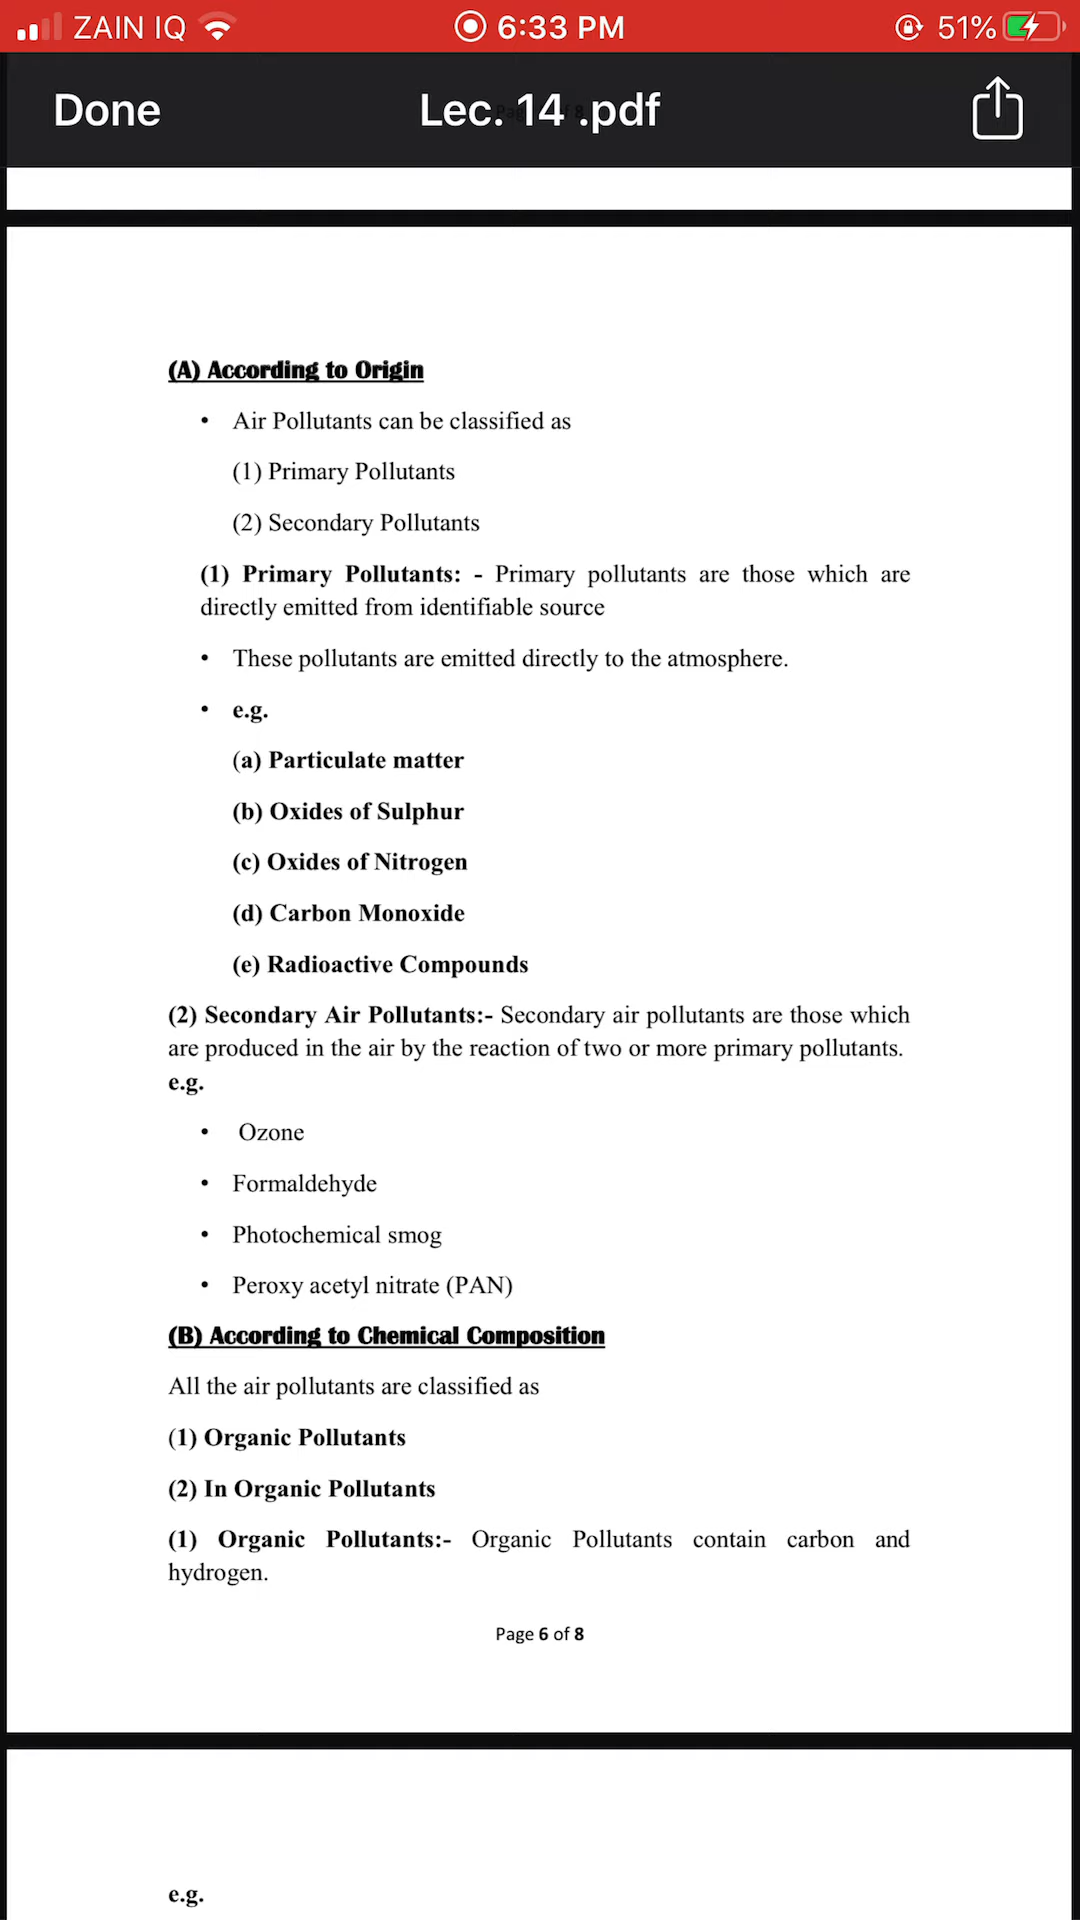 ZAIN IQ 6:33 PM 51%
Done Lec. 14 .pdf
(A) According to Origin
• Air Pollutants can be classified as
(1) Primary Pollutants
(2) Secondary Pollutants
(1) Primary Pollutants: - Primary pollutants are those which are
directly emitted from identifiable source
• These pollutants are emitted directly to the atmosphere.
• e.g.
(a) Particulate matter
(b) Oxides of Sulphur
(c) Oxides of Nitrogen
(d) Carbon Monoxide
(e) Radioactive Compounds
(2) Secondary Air Pollutants:- Secondary air pollutants are those which
are produced in the air by the reaction of two or more primary pollutants.
e.g.
• Ozone
• Formaldehyde
• Photochemical smog
• Peroxy acetyl nitrate (PAN)
(B) According to Chemical Composition
All the air pollutants are classified as
(1) Organic Pollutants
(2) In Organic Pollutants
(1) Organic Pollutants:- Organic Pollutants contain carbon and
hydrogen.
Page 6 of 8
e.g.